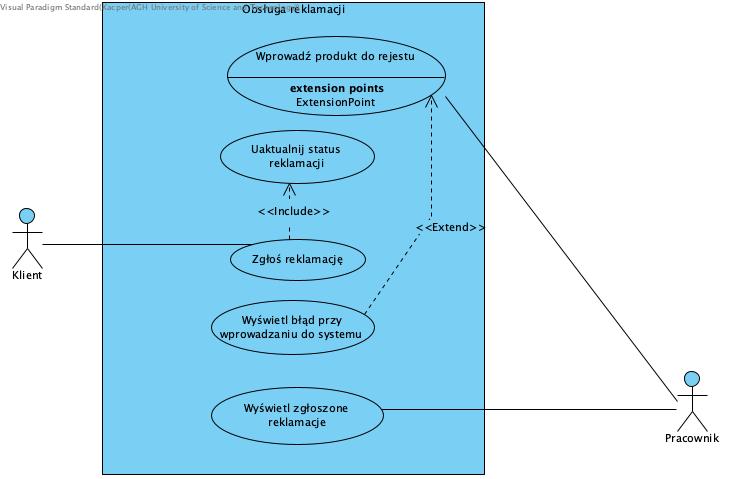 Visual Paradigm Standard(Kacper(AGH University of Science and
Obsługa reklamacji
Wprowadź produkt do rejestu
extension points
ExtensionPoint
Uaktualnij status
reklamacji
<<Include>>
<<Extend>>
Zgłoś reklamację
Klient
Wyświetl błąd przy
wprowadzaniu do systemu
Wyświetl zgłoszone
reklamacje
Pracownik